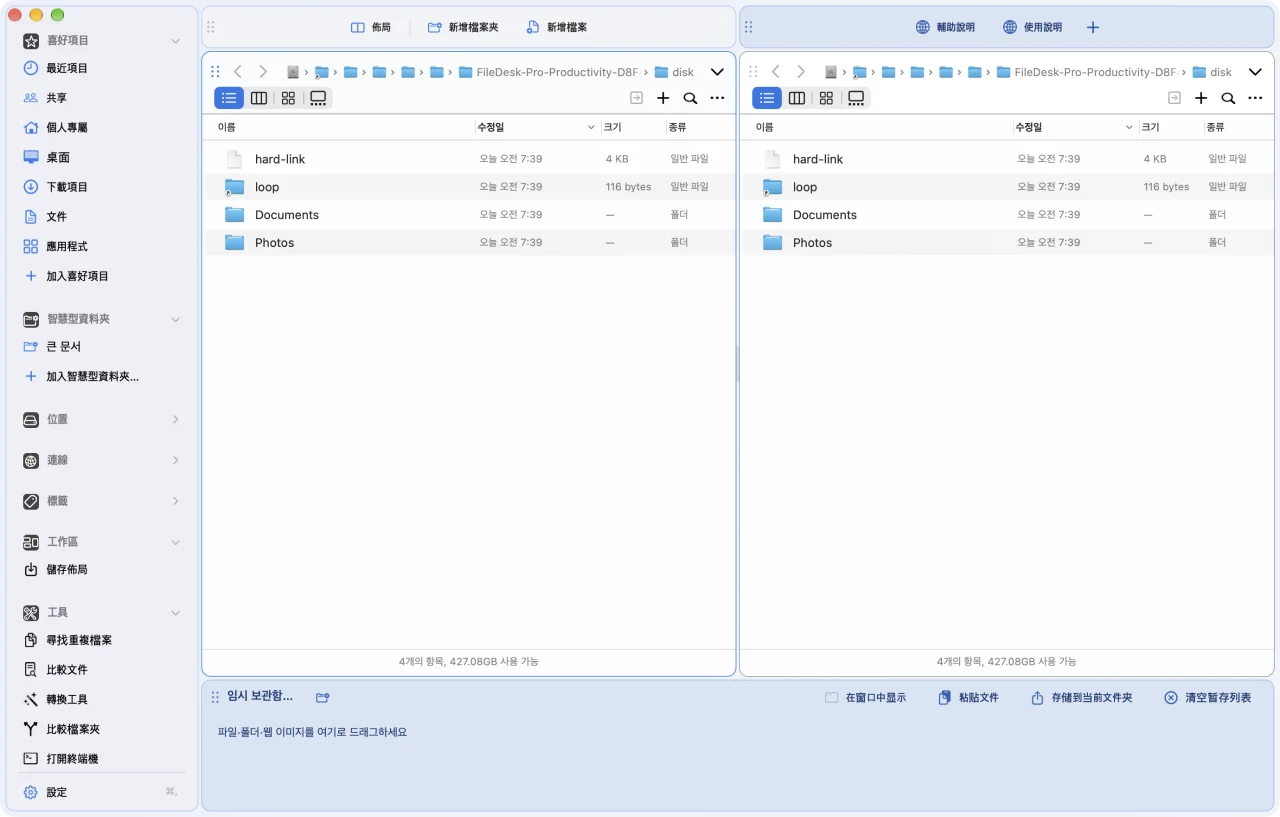 喜好項目
最近項目
共享
個人專屬
桌面
下載項目
文件
應用程式
加入喜好項目
智慧型資料夾
큰 문서
加入智慧型資料夾...
位置
連線
標籤
工作區
儲存佈局
工具
尋找重複檔案
比較文件
轉換工具
比較檔案夾
打開終端機
設定 ⌘,
佈局 新增檔案夾 新增檔案
輔助說明 使用說明
FileDesk-Pro-Productivity-D8F disk
이름 수정일 크기 종류
hard-link 오늘 오전 7:39 4 KB 일반 파일
loop 오늘 오전 7:39 116 bytes 일반 파일
Documents 오늘 오전 7:39 — 폴더
Photos 오늘 오전 7:39 — 폴더
4개의 항목, 427.08GB 사용 가능
FileDesk-Pro-Productivity-D8F disk
이름 수정일 크기 종류
hard-link 오늘 오전 7:39 4 KB 일반 파일
loop 오늘 오전 7:39 116 bytes 일반 파일
Documents 오늘 오전 7:39 — 폴더
Photos 오늘 오전 7:39 — 폴더
4개의 항목, 427.08GB 사용 가능
임시 보관함... 在窗口中显示 粘贴文件 存储到当前文件夹 清空暂存列表
파일·폴더·웹 이미지를 여기로 드래그하세요